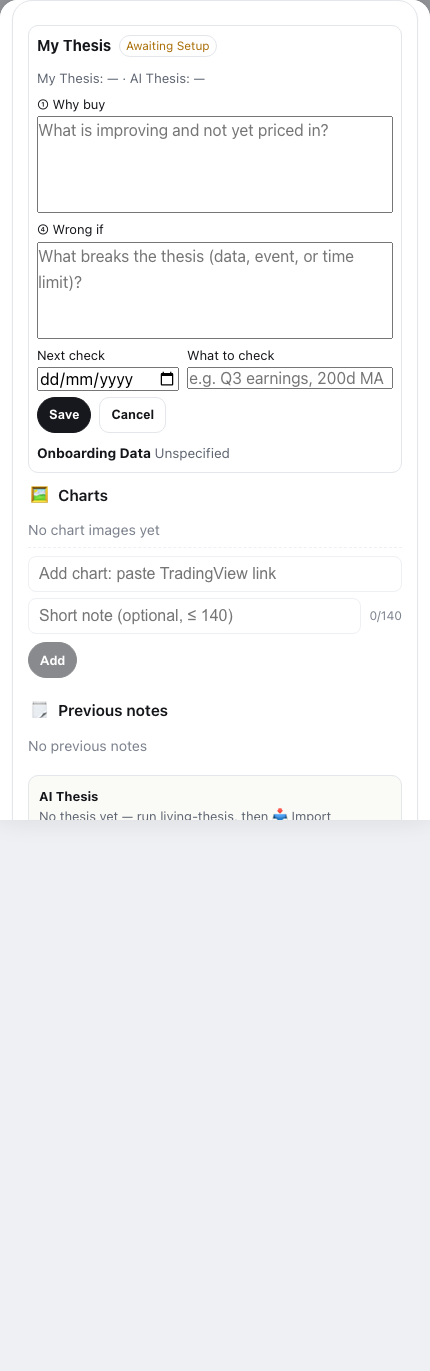 My Thesis Awaiting Setup
My Thesis: — · AI Thesis: —
① Why buy
What is improving and not yet priced in?
④ Wrong if
What breaks the thesis (data, event, or time
limit)?
Next check What to check
dd/mm/yyyy e.g. Q3 earnings, 200d MA
Save Cancel
Onboarding Data Unspecified
🖼️ Charts
No chart images yet
Add chart: paste TradingView link
Short note (optional, ≤ 140) 0/140
Add
🗒️ Previous notes
No previous notes
AI Thesis
No thesis yet — run living-thesis, then 📥 Import